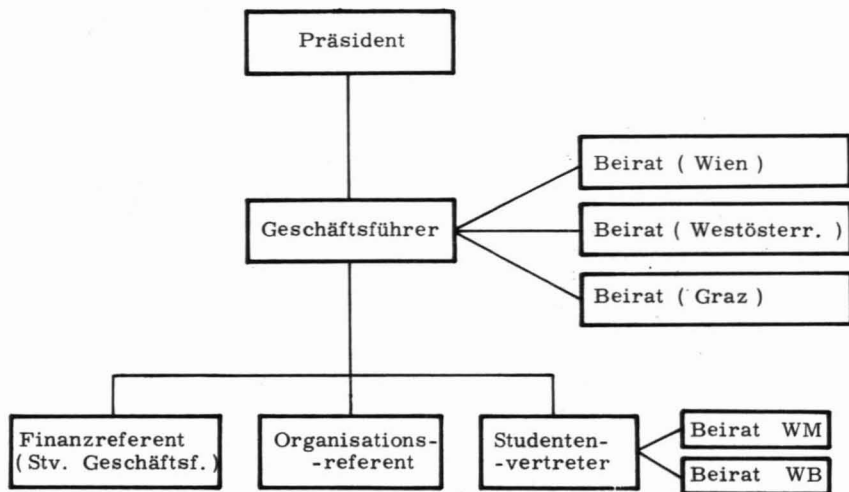 Präsident
Beirat ( Wien )
Geschäftsführer
Beirat ( Westösterr. )
Beirat ( Graz )
Finanzreferent
( Stv. Geschäftsf. )
Organisations-
-referent
Studenten-
-vertreter
Beirat WM
Beirat WB